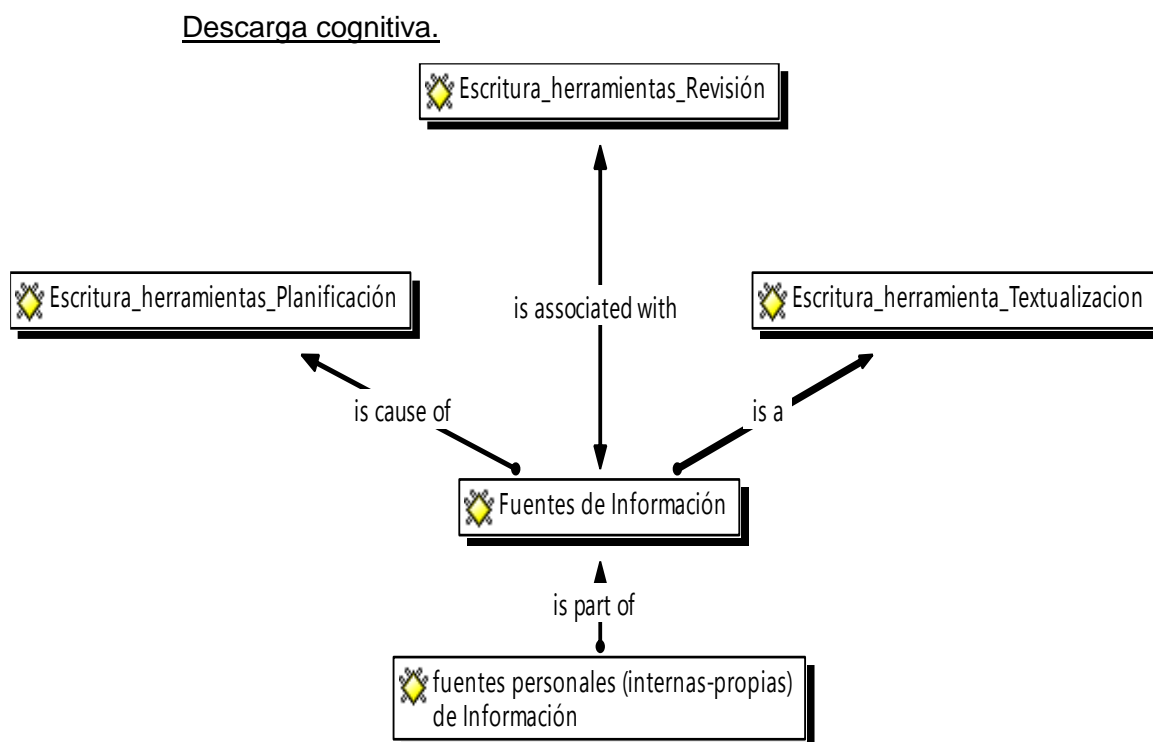 Descarga cognitiva.
Escritura_herramientas_Revisión
Escritura_herramientas_Planificación
is associated with
Escritura_herramienta_Textualizacion
is cause of
is a
Fuentes de Información
is part of
fuentes personales (internas-propias)
de Información